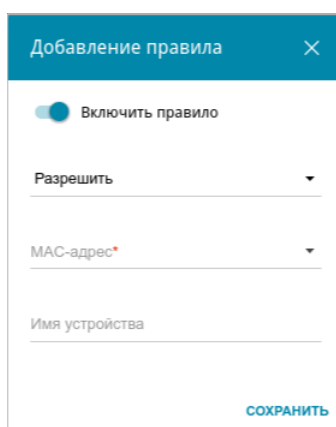 Добавление правила
Включить правило
Разрешить
MAC-адрес*
Имя устройства
СОХРАНИТЬ